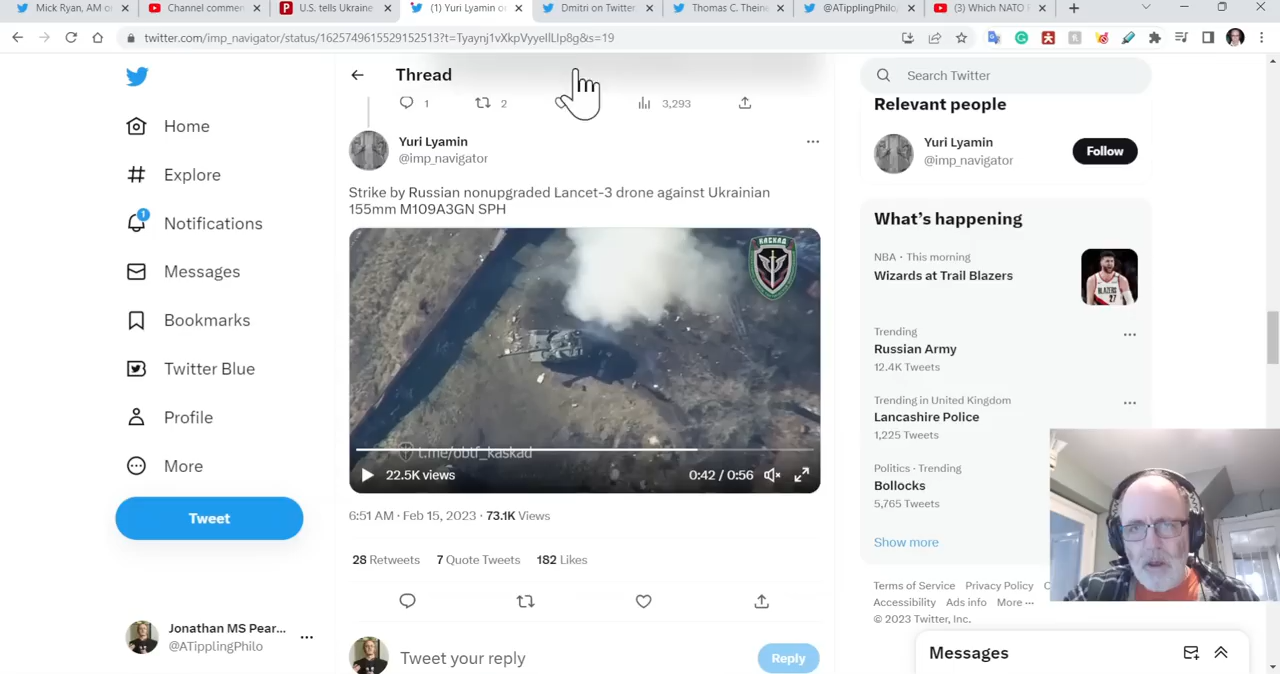 Mick Ryan, AM o
Channel commen
U.S. tells Ukraine
(1) Yuri Lyamin o
Dmitri on Twitter
Thomas C. Thein
@ATipplingPhilo
(3) Which NATO
twitter.com/imp_navigator/status/1625749615529152513?t=Tyaynj1vXkpVyyellLIp8g&s=19
Thread
Search Twitter
1
2
3,293
Home
Explore
1
Notifications
Messages
Bookmarks
Twitter Blue
Profile
More
Tweet
Jonathan MS Pear...
@ATipplingPhilo
Yuri Lyamin
@imp_navigator
Strike by Russian nonupgraded Lancet-3 drone against Ukrainian
155mm M109A3GN SPH
КАСКАД
t.me/obtf_kaskad
22.5K views
0:42 / 0:56
6:51 AM · Feb 15, 2023 · 73.1K Views
28 Retweets 7 Quote Tweets 182 Likes
Tweet your reply
Reply
Relevant people
Yuri Lyamin
@imp_navigator
Follow
What's happening
NBA · This morning
Wizards at Trail Blazers
Trending
Russian Army
12.4K Tweets
Trending in United Kingdom
Lancashire Police
1,225 Tweets
Politics · Trending
Bollocks
5,765 Tweets
Show more
Terms of Service Privacy Policy C
Accessibility Ads info More ···
© 2023 Twitter, Inc.
Messages